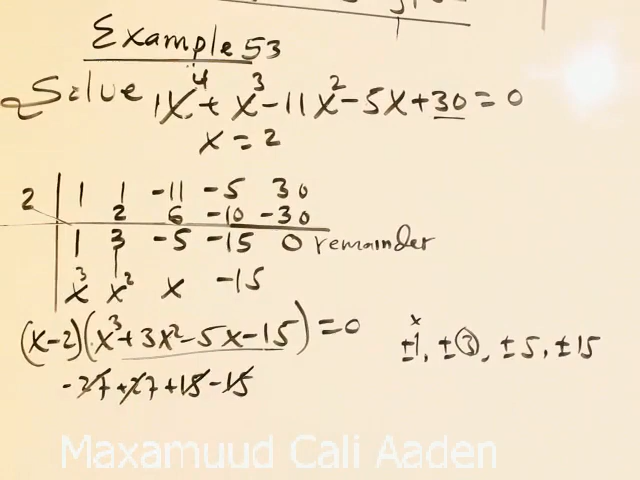 Example 53
Solve 1x⁴ + x³ - 11x² - 5x + 30 = 0
x = 2
2 | 1 1 -11 -5 30
2 6 -10 -30
1 3 -5 -15 0 remainder
x³ x² x -15
(x-2)(x³+3x²-5x-15) = 0
x
±1, ±3, ±5, ±15
-27+27+15-15
Maxamuud Cali Aaden